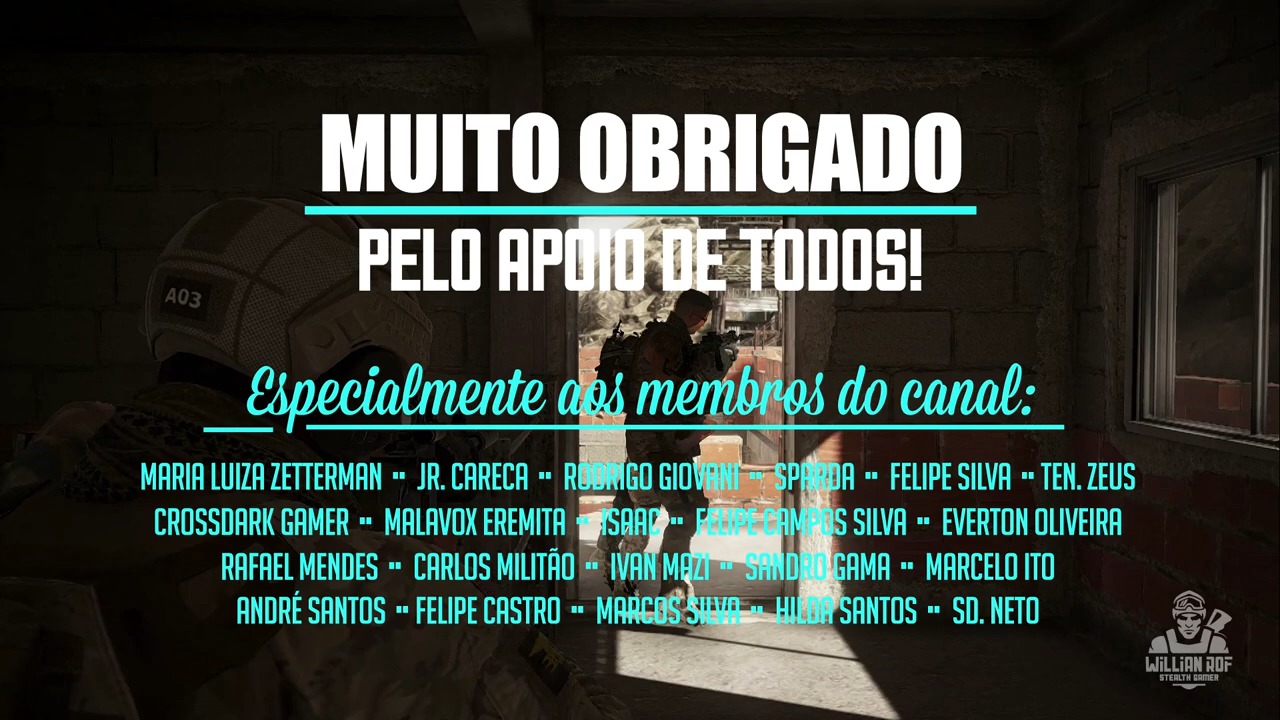 MUITO OBRIGADO
PELO APOIO DE TODOS!
A03
Especialmente aos membros do canal:
MARIA LUIZA ZETTERMAN ·· JR. CARECA ·· RODRIGO GIOVANI ·· SPARDA ·· FELIPE SILVA ·· TEN. ZEUS
CROSSDARK GAMER ·· MALAVOX EREMITA ·· ISAAC ·· FELIPE CAMPOS SILVA ·· EVERTON OLIVEIRA
RAFAEL MENDES ·· CARLOS MILITÃO ·· IVAN MAZI ·· SANDRO GAMA ·· MARCELO ITO
ANDRÉ SANTOS ·· FELIPE CASTRO ·· MARCOS SILVA ·· HILDA SANTOS ·· SD. NETO
WILLIAN ROF
STEALTH GAMER